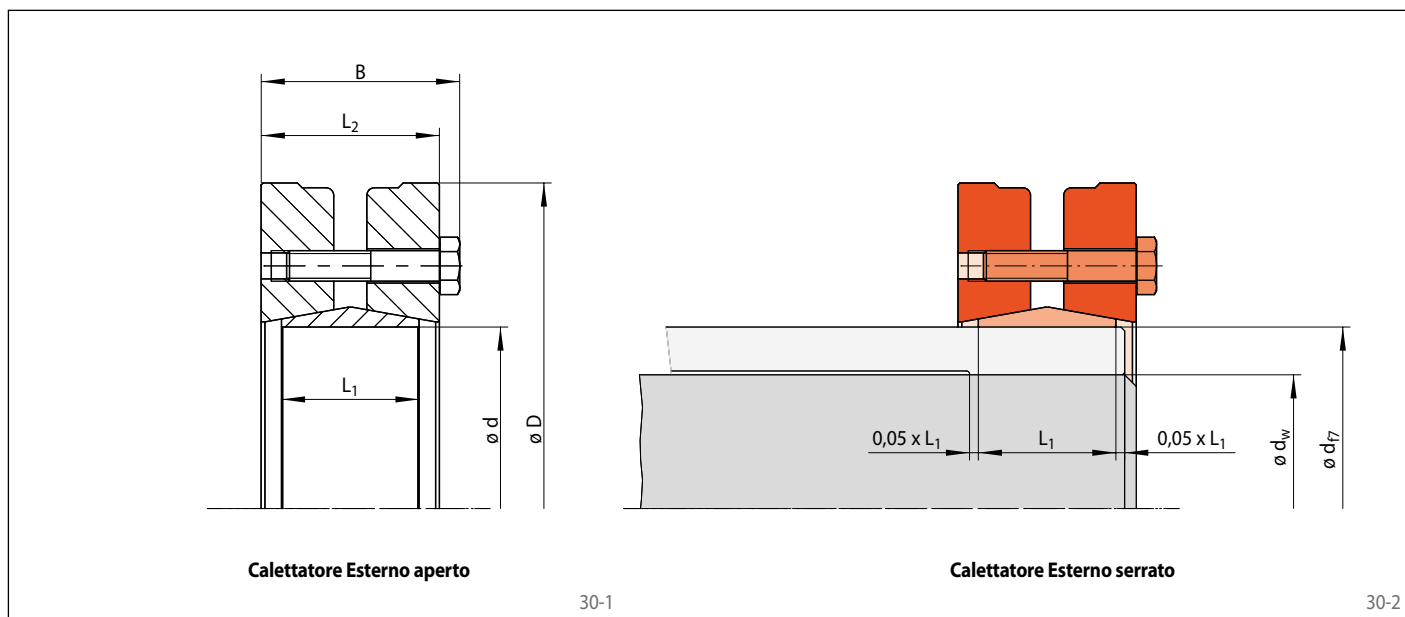 B
L2
L1
ø d
ø D
0,05 x L1
L1
0,05 x L1
ø dw
ø df7
Calettatore Esterno aperto
Calettatore Esterno serrato
30-1
30-2